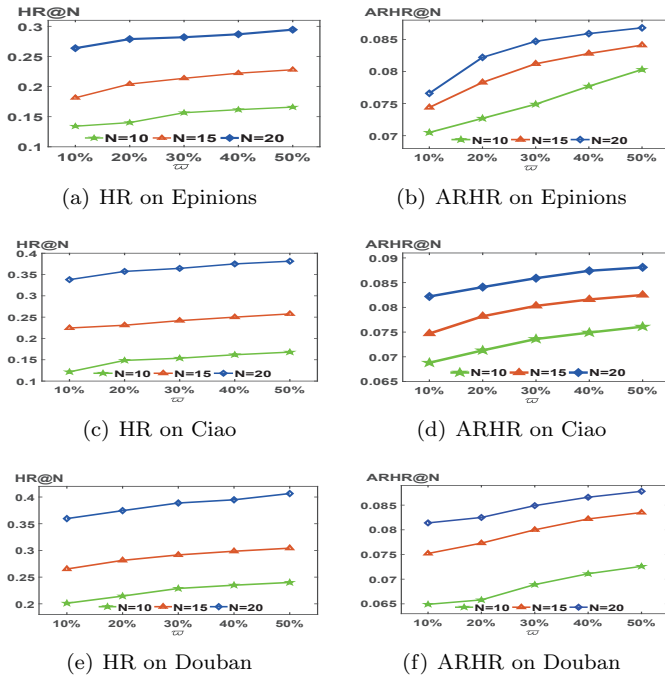 HR@N
0.3
0.25
0.2
0.15
0.1
N=10 N=15 N=20
10% 20% 30% 40% 50%
ϖ
(a) HR on Epinions
ARHR@N
0.085
0.08
0.075
0.07
N=10 N=15 N=20
10% 20% 30% 40% 50%
ϖ
(b) ARHR on Epinions
HR@N
0.4
0.35
0.3
0.25
0.2
0.15
0.1
N=10 N=15 N=20
10% 20% 30% 40% 50%
ϖ
(c) HR on Ciao
ARHR@N
0.09
0.085
0.08
0.075
0.07
0.065
N=10 N=15 N=20
10% 20% 30% 40% 50%
ϖ
(d) ARHR on Ciao
HR@N
0.4
0.35
0.3
0.25
0.2
N=10 N=15 N=20
10% 20% 30% 40% 50%
ϖ
(e) HR on Douban
ARHR@N
0.085
0.08
0.075
0.07
0.065
N=10 N=15 N=20
10% 20% 30% 40% 50%
ϖ
(f) ARHR on Douban